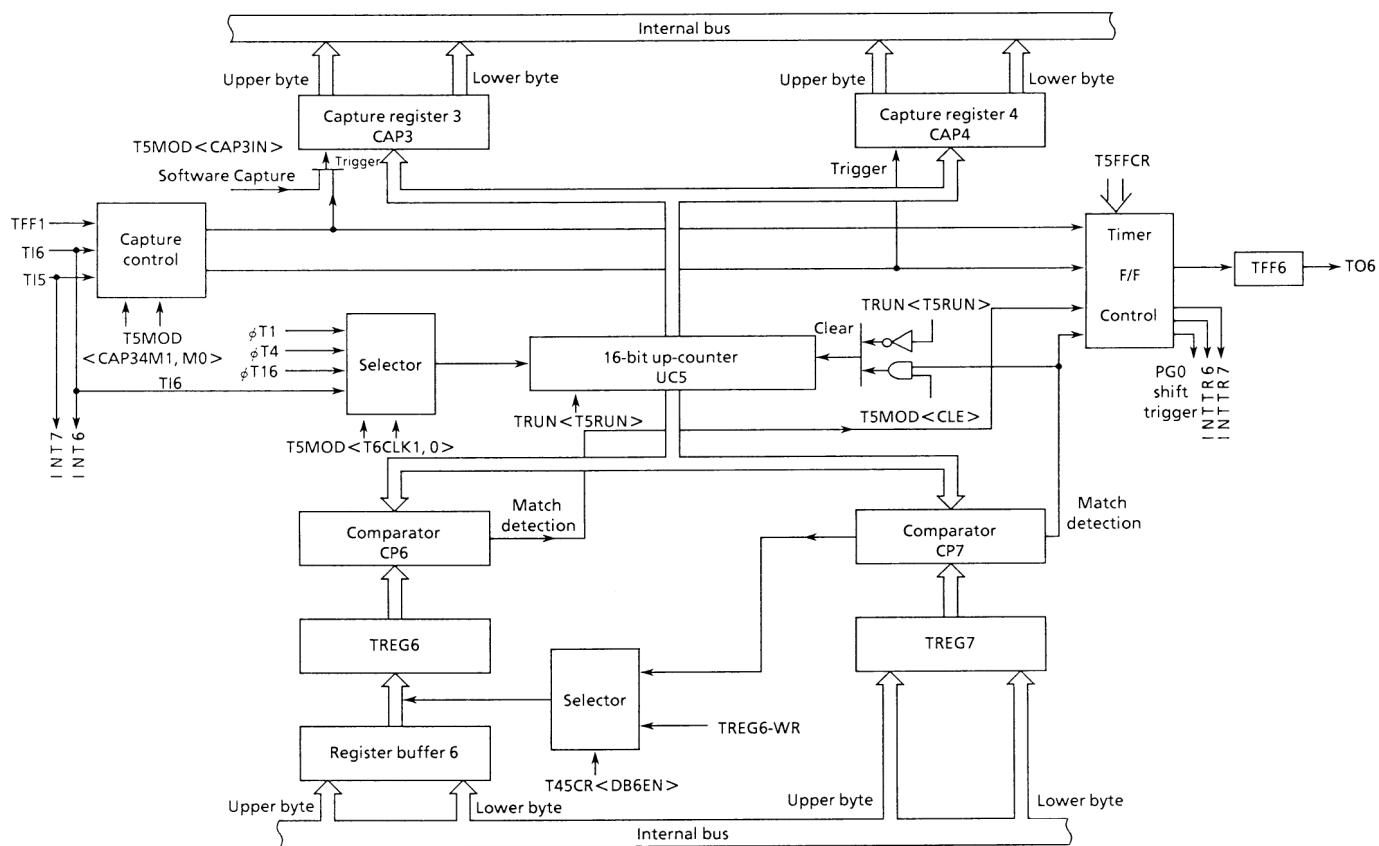 Internal bus
Upper byte
Lower byte
Upper byte
Lower byte
Capture register 3
CAP3
Capture register 4
CAP4
T5MOD<CAP3IN>
Trigger
Software Capture
Trigger
T5FFCR
TFF1
TI6
TI5
Capture
control
Timer
F/F
Control
TFF6
TO6
T5MOD
<CAP34M1, M0>
φT1
φT4
φT16
TI6
Selector
16-bit up-counter
UC5
Clear
TRUN<T5RUN>
T5MOD<CLE>
PG0
shift
trigger
INTTR6
INTTR7
INT7
INT6
T5MOD<T6CLK1, 0>
TRUN<T5RUN>
Comparator
CP6
Match
detection
Comparator
CP7
Match
detection
TREG6
TREG7
Selector
TREG6-WR
Register buffer 6
T45CR<DB6EN>
Upper byte
Lower byte
Upper byte
Lower byte
Internal bus